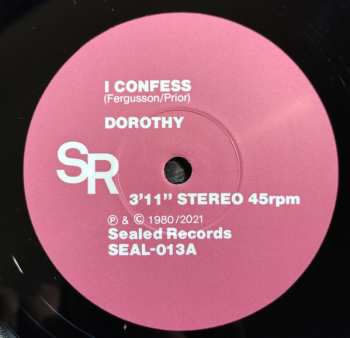 I CONFESS
(Fergusson/Prior)
DOROTHY
SR
3'11" STEREO 45rpm
℗ & © 1980/2021
Sealed Records
SEAL-013A